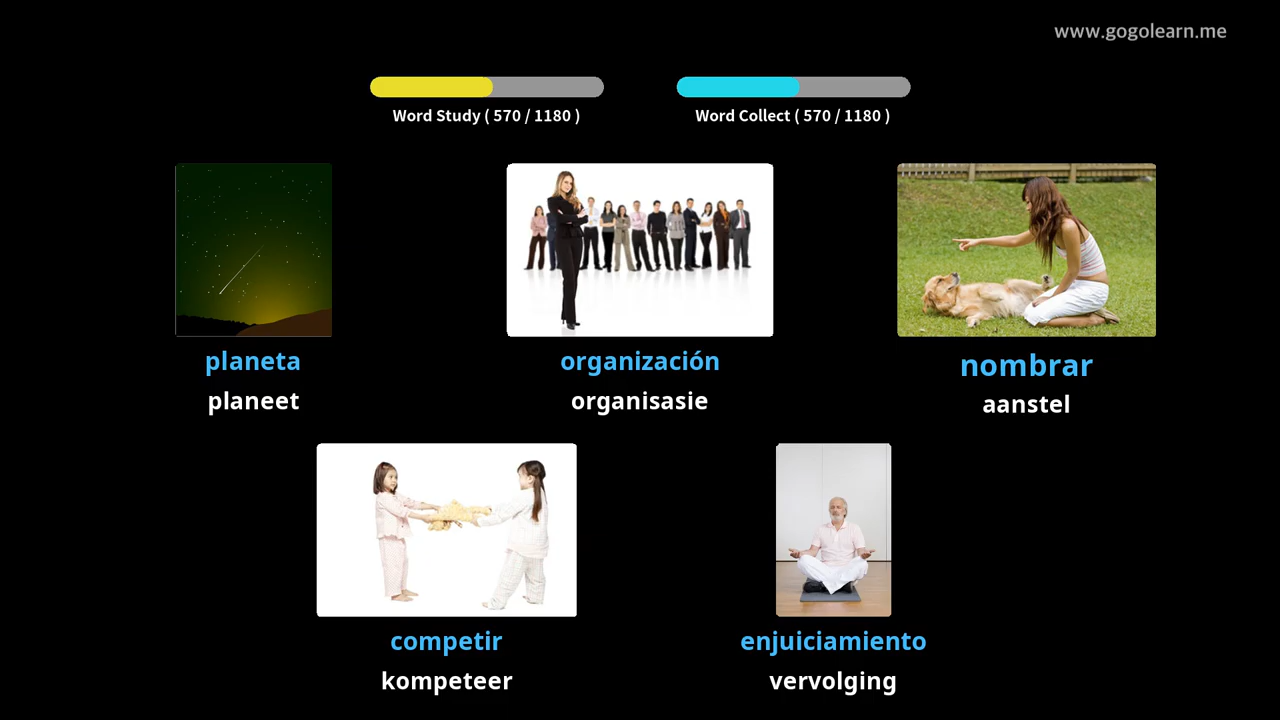 www.gogolearn.me
Word Study ( 570 / 1180 )
Word Collect ( 570 / 1180 )
planeta
planeet
organización
organisasie
nombrar
aanstel
competir
kompeteer
enjuiciamiento
vervolging